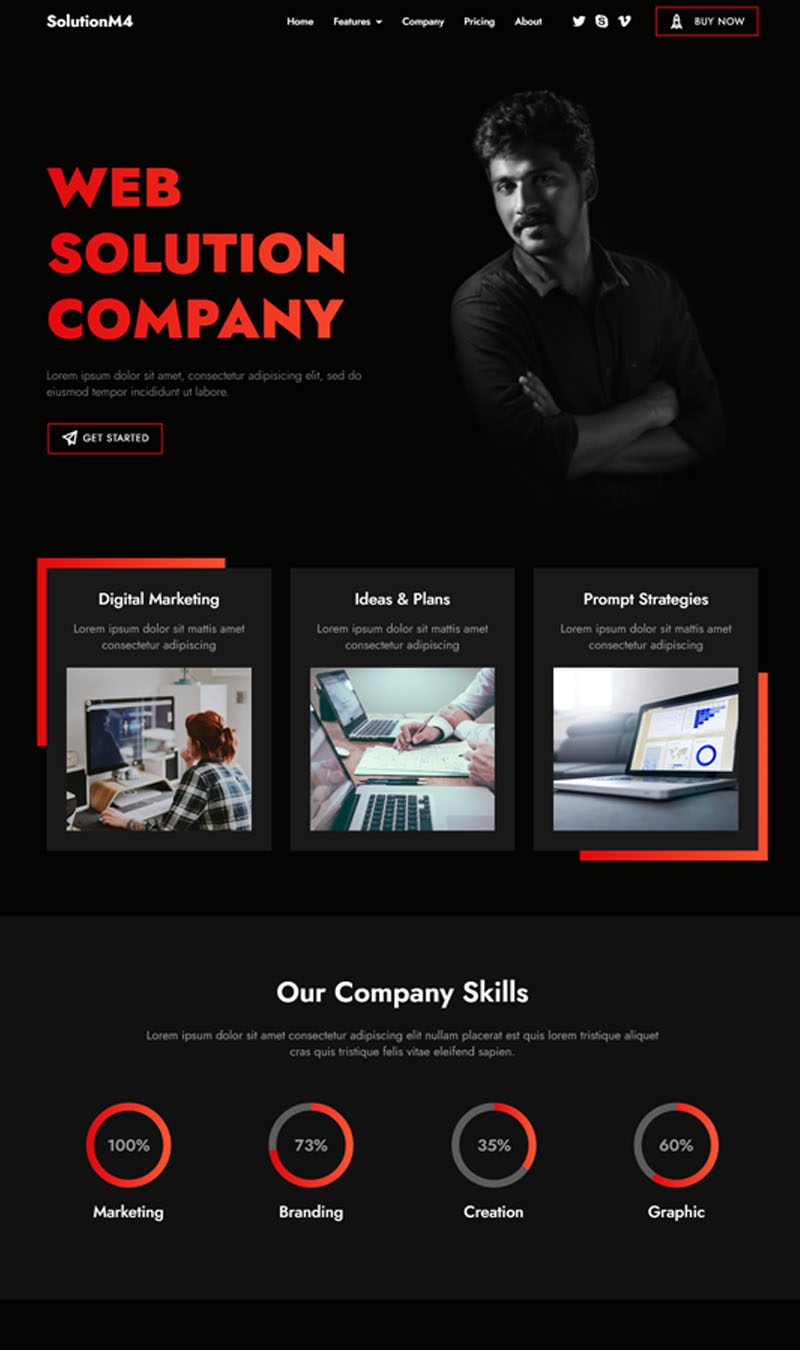 SolutionM4 Home Features Company Pricing About BUY NOW
WEB
SOLUTION
COMPANY
Lorem ipsum dolor sit amet, consectetur adipisicing elit, sed do
eiusmod tempor incididunt ut labore.
GET STARTED
Digital Marketing
Lorem ipsum dolor sit mattis amet
consectetur adipiscing
Ideas & Plans
Lorem ipsum dolor sit mattis amet
consectetur adipiscing
Prompt Strategies
Lorem ipsum dolor sit mattis amet
consectetur adipiscing
Our Company Skills
Lorem ipsum dolor sit amet consectetur adipiscing elit nullam placerat est quis lorem tristique aliquet
cras quis tristique felis vitae eleifend sapien.
100% 73% 35% 60%
Marketing Branding Creation Graphic